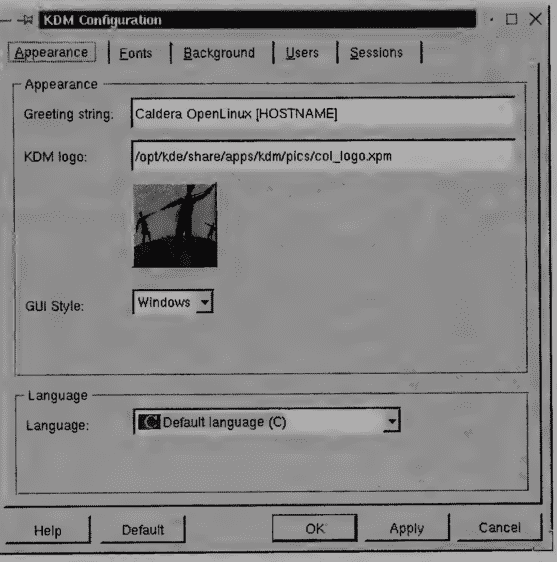 KDM Configuration
Appearance Fonts Background Users Sessions
Appearance
Greeting string: Caldera OpenLinux [HOSTNAME]
KDM logo: /opt/kde/share/apps/kdm/pics/col_logo.xpm
GUI Style: Windows
Language
Language: C Default language (C)
Help Default OK Apply Cancel